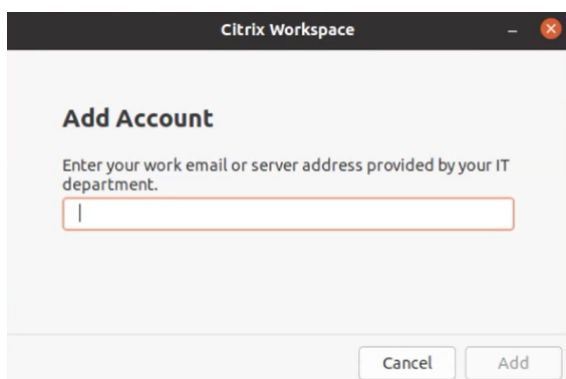 Citrix Workspace
Add Account
Enter your work email or server address provided by your IT
department.
Cancel
Add